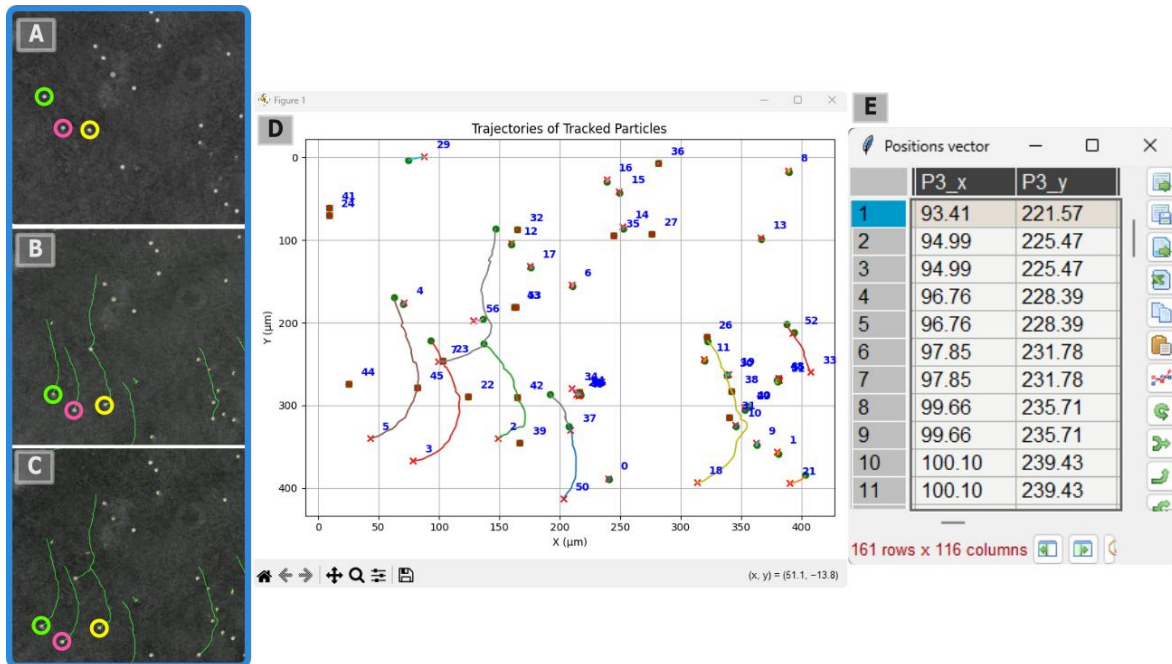 A
B
C
Figure 1
D
Trajectories of Tracked Particles
0
100
200
300
400
Y (μm)
0
50
100
150
200
250
300
350
400
X (μm)
29
41
24
32
12
17
16
15
36
14
35
27
8
13
6
4
56
7
23
44
45
22
42
37
34
5
3
2
39
50
0
26
11
38
31
10
9
1
18
21
52
33
(x, y) = (51.1, −13.8)
E
Positions vector
P3_x P3_y
1 93.41 221.57
2 94.99 225.47
3 94.99 225.47
4 96.76 228.39
5 96.76 228.39
6 97.85 231.78
7 97.85 231.78
8 99.66 235.71
9 99.66 235.71
10 100.10 239.43
11 100.10 239.43
161 rows x 116 columns